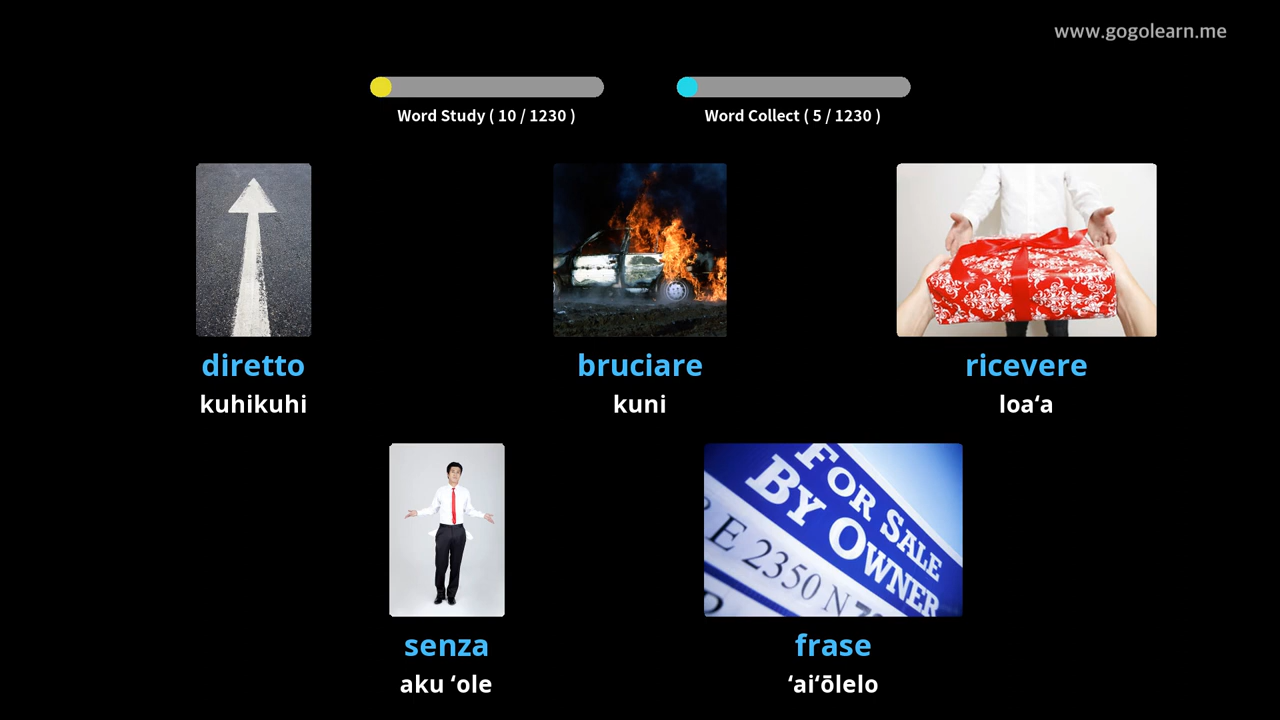 www.gogolearn.me
Word Study ( 10 / 1230 )
Word Collect ( 5 / 1230 )
diretto
bruciare
ricevere
kuhikuhi
kuni
loaʻa
FOR SALE
BY OWNER
E 2350 N
senza
frase
aku ʻole
ʻaiʻōlelo